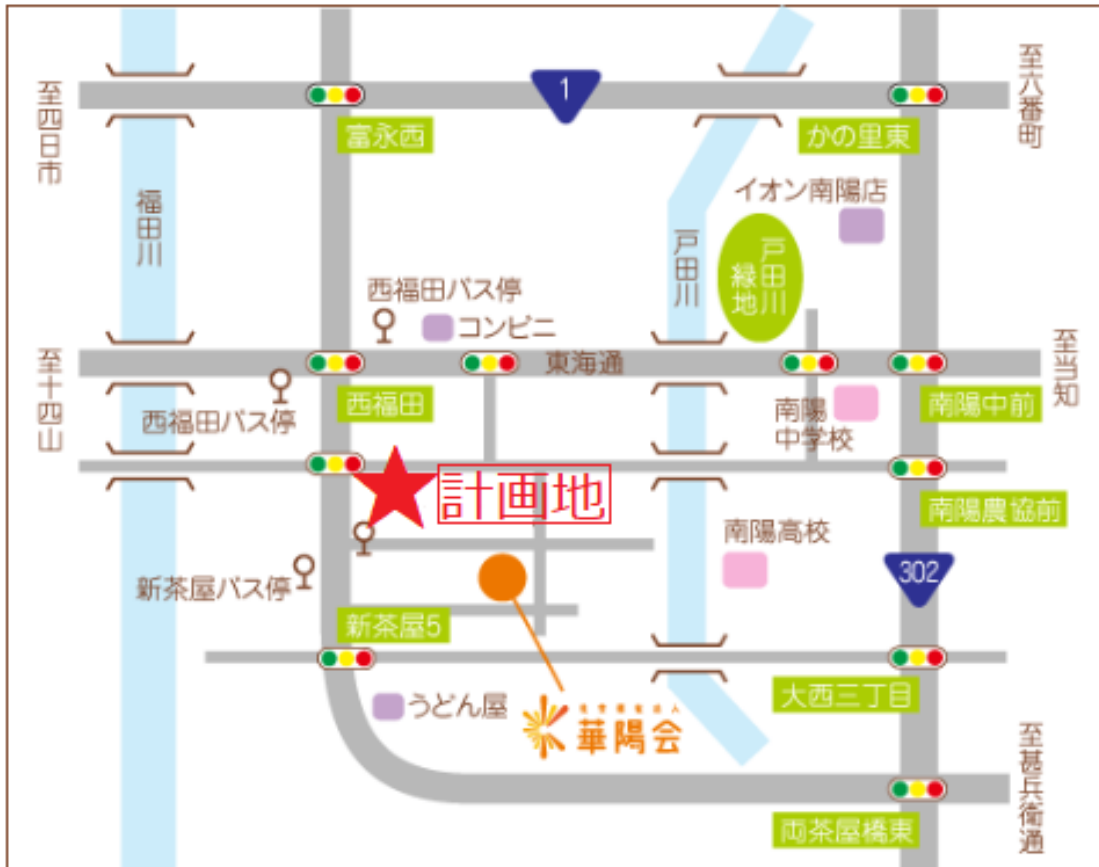 至四日市
1
至六番町
富永西
かの里東
イオン南陽店
福田川
戸田川
戸田川
緑地
西福田バス停
コンビニ
東海通
至当知
至十四山
西福田
南陽中前
西福田バス停
南陽
中学校
計画地
南陽農協前
南陽高校
302
新茶屋バス停
新茶屋5
大西三丁目
うどん屋
社会福祉法人
華陽会
至甚兵衛通
両茶屋橋東